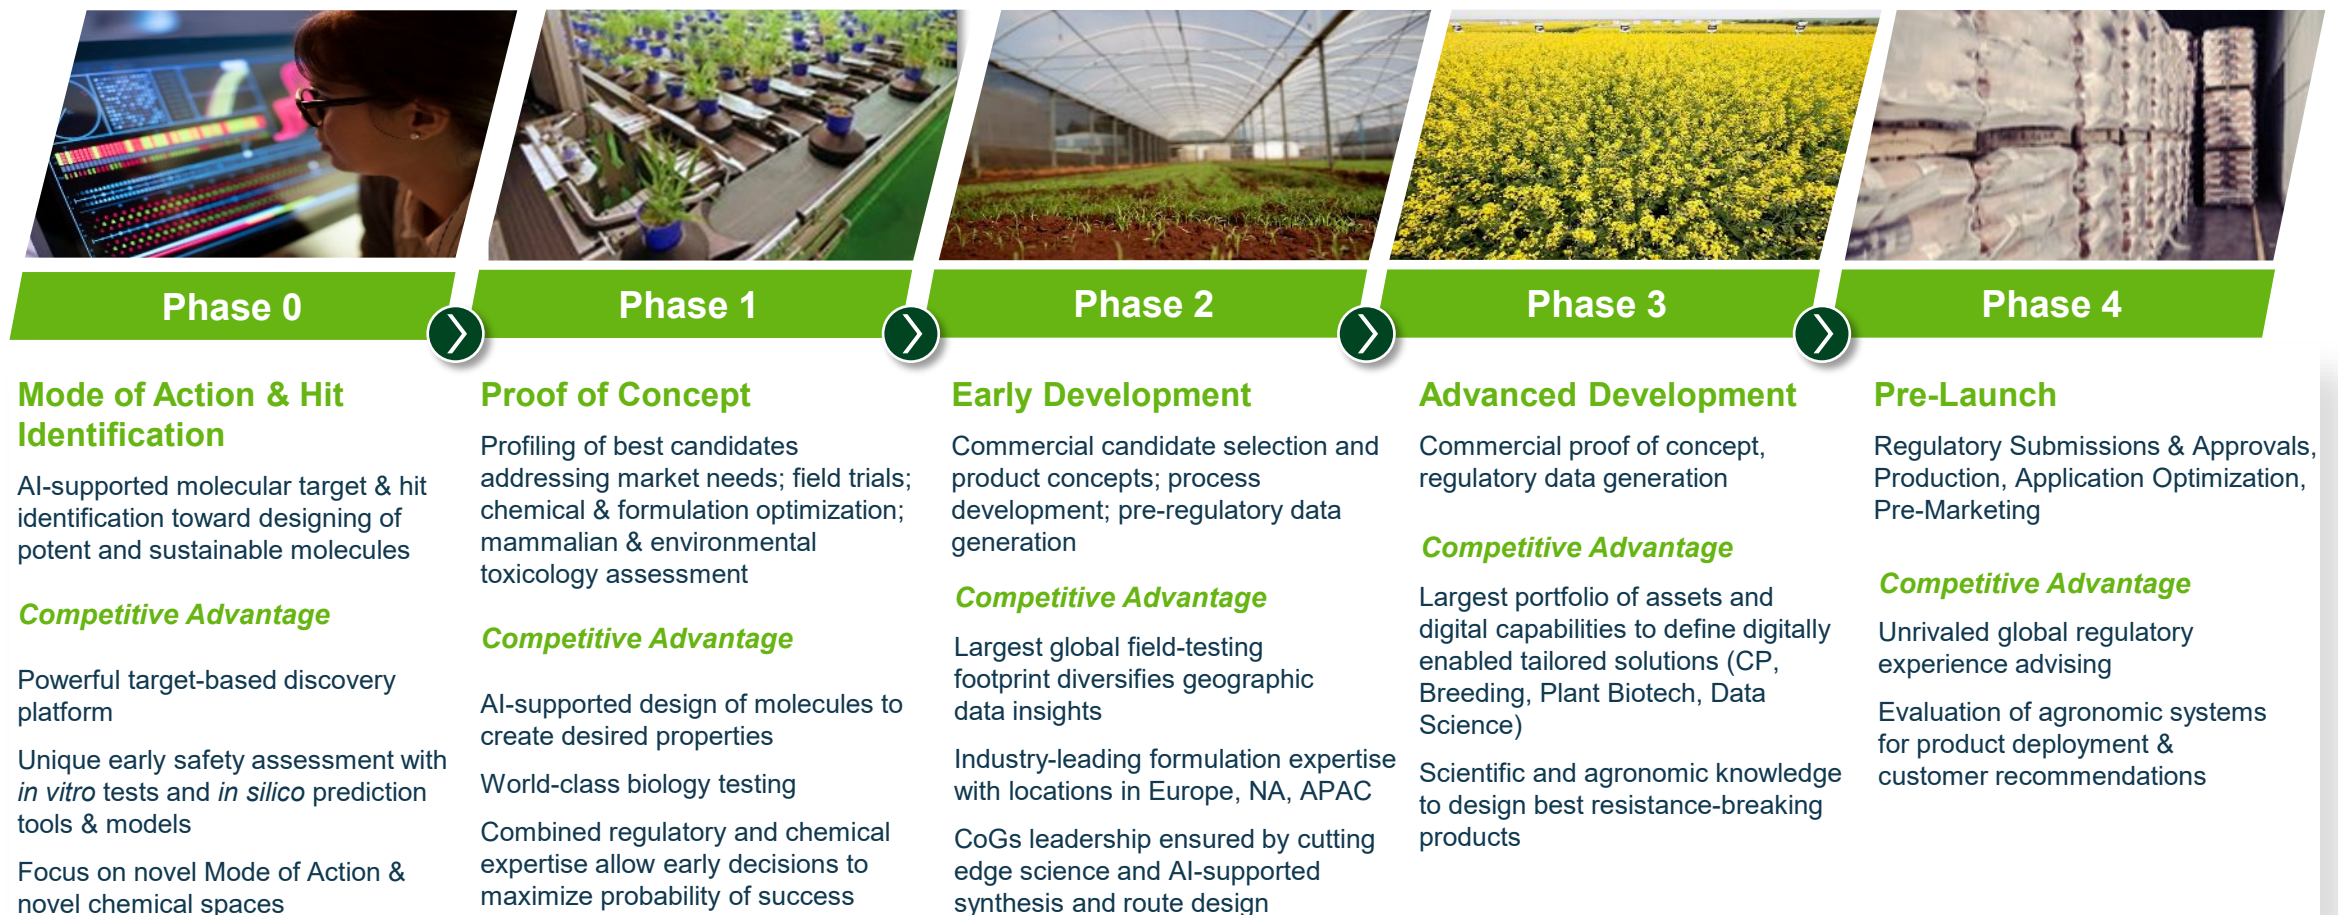 Phase 0
Phase 1
Phase 2
Phase 3
Phase 4
Mode of Action & Hit
Identification
AI-supported molecular target & hit
identification toward designing of
potent and sustainable molecules
Competitive Advantage
Powerful target-based discovery
platform
Unique early safety assessment with
in vitro tests and in silico prediction
tools & models
Focus on novel Mode of Action &
novel chemical spaces
Proof of Concept
Profiling of best candidates
addressing market needs; field trials;
chemical & formulation optimization;
mammalian & environmental
toxicology assessment
Competitive Advantage
AI-supported design of molecules to
create desired properties
World-class biology testing
Combined regulatory and chemical
expertise allow early decisions to
maximize probability of success
Early Development
Commercial candidate selection and
product concepts; process
development; pre-regulatory data
generation
Competitive Advantage
Largest global field-testing
footprint diversifies geographic
data insights
Industry-leading formulation expertise
with locations in Europe, NA, APAC
CoGs leadership ensured by cutting
edge science and AI-supported
synthesis and route design
Advanced Development
Commercial proof of concept,
regulatory data generation
Competitive Advantage
Largest portfolio of assets and
digital capabilities to define digitally
enabled tailored solutions (CP,
Breeding, Plant Biotech, Data
Science)
Scientific and agronomic knowledge
to design best resistance-breaking
products
Pre-Launch
Regulatory Submissions & Approvals,
Production, Application Optimization,
Pre-Marketing
Competitive Advantage
Unrivaled global regulatory
experience advising
Evaluation of agronomic systems
for product deployment &
customer recommendations